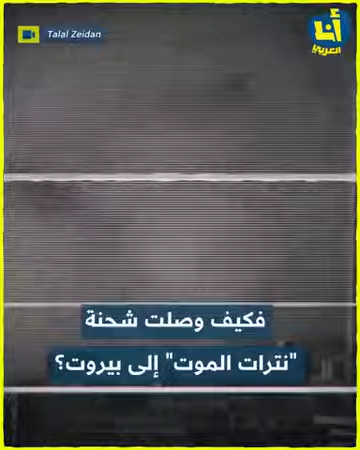 Talal Zeidan
أنا
العربي
فكيف وصلت شحنة
"نترات الموت" إلى بيروت؟